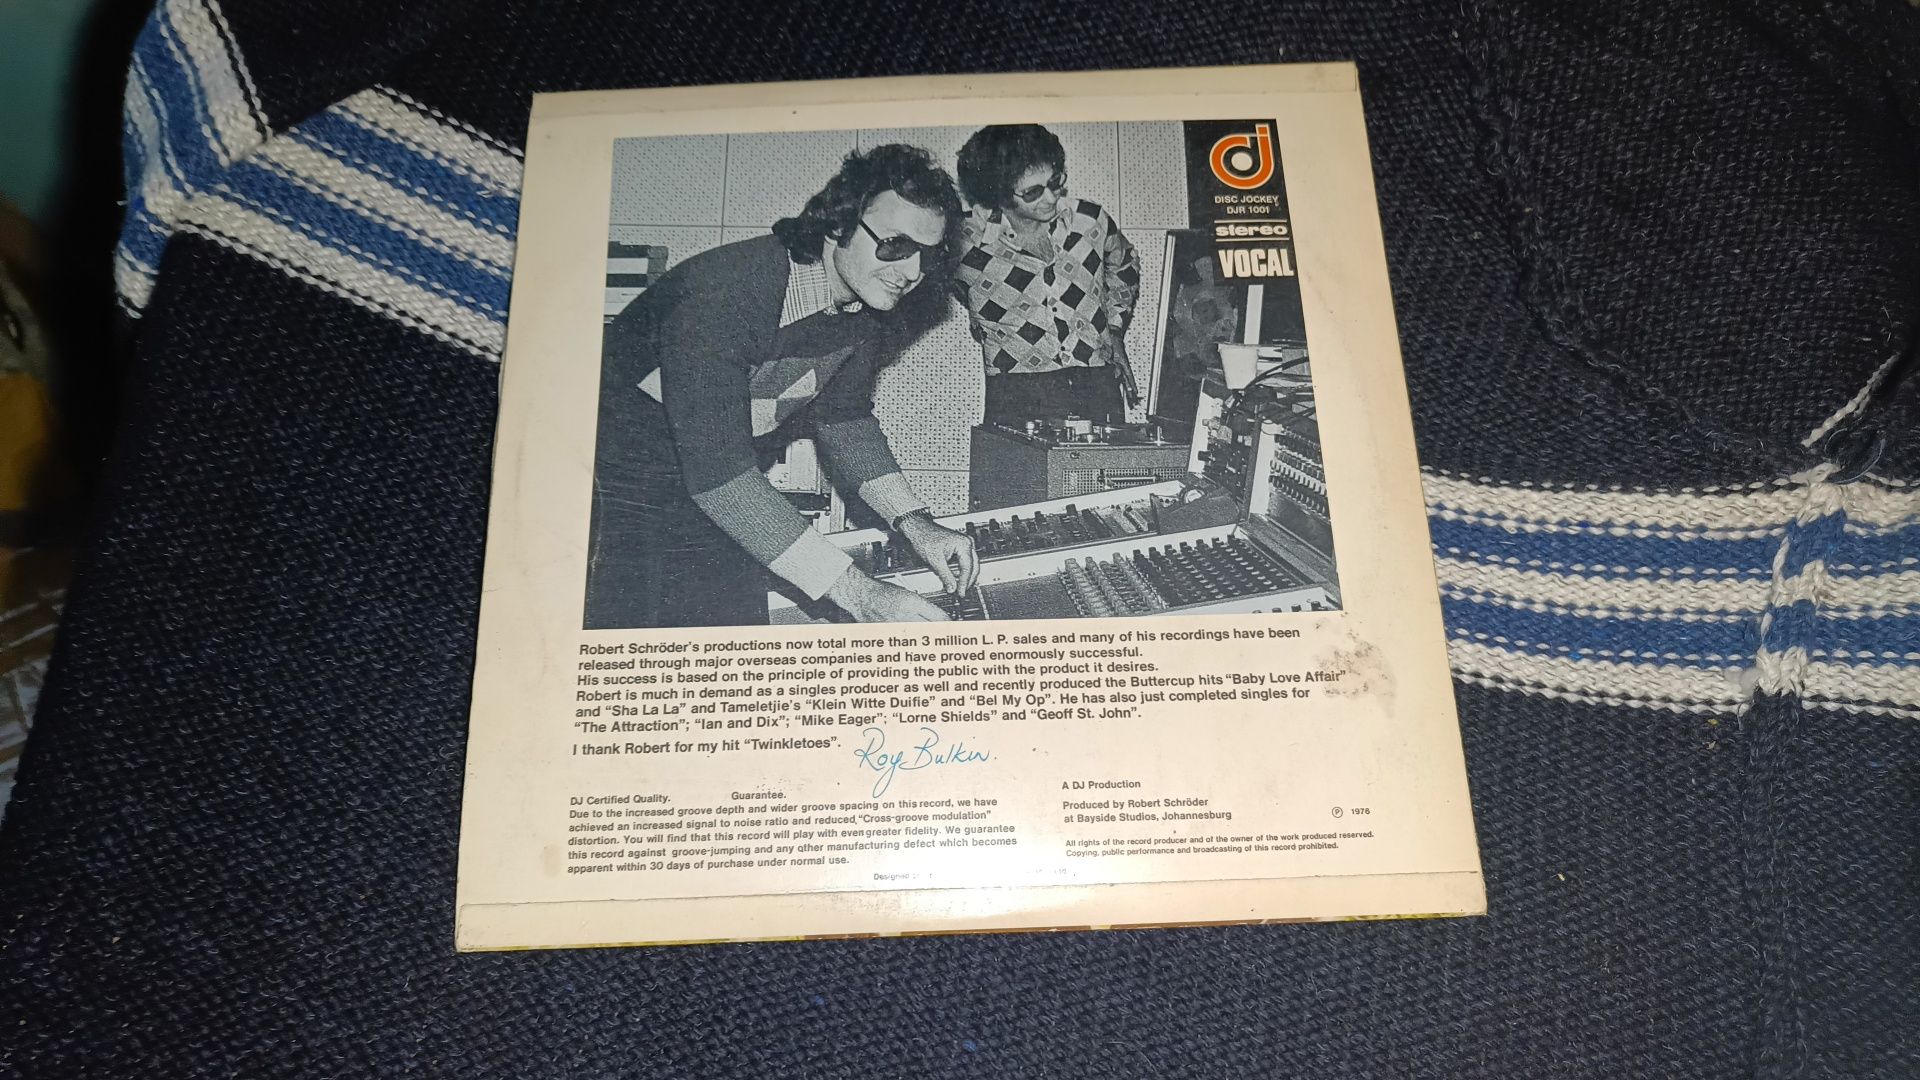 dj
DISC JOCKEY
DJR 1001
stereo
VOCAL
Robert Schröder's productions now total more than 3 million L. P. sales and many of his recordings have been
released through major overseas companies and have proved enormously successful.
His success is based on the principle of providing the public with the product it desires.
Robert is much in demand as a singles producer as well and recently produced the Buttercup hits "Baby Love Affair"
and "Sha La La" and Tameletjie's "Klein Witte Duifie" and "Bel My Op". He has also just completed singles for
"The Attraction"; "Ian and Dix"; "Mike Eager"; "Lorne Shields" and "Geoff St. John".
I thank Robert for my hit "Twinkletoes". Roy Bulkin.
DJ Certified Quality. Guarantee.
Due to the increased groove depth and wider groove spacing on this record, we have
achieved an increased signal to noise ratio and reduced "Cross-groove modulation"
distortion. You will find that this record will play with even greater fidelity. We guarantee
this record against groove-jumping and any other manufacturing defect which becomes
apparent within 30 days of purchase under normal use.
A DJ Production
Produced by Robert Schröder
at Bayside Studios, Johannesburg
℗ 1976
All rights of the record producer and of the owner of the work produced reserved.
Copying, public performance and broadcasting of this record prohibited.
Designed